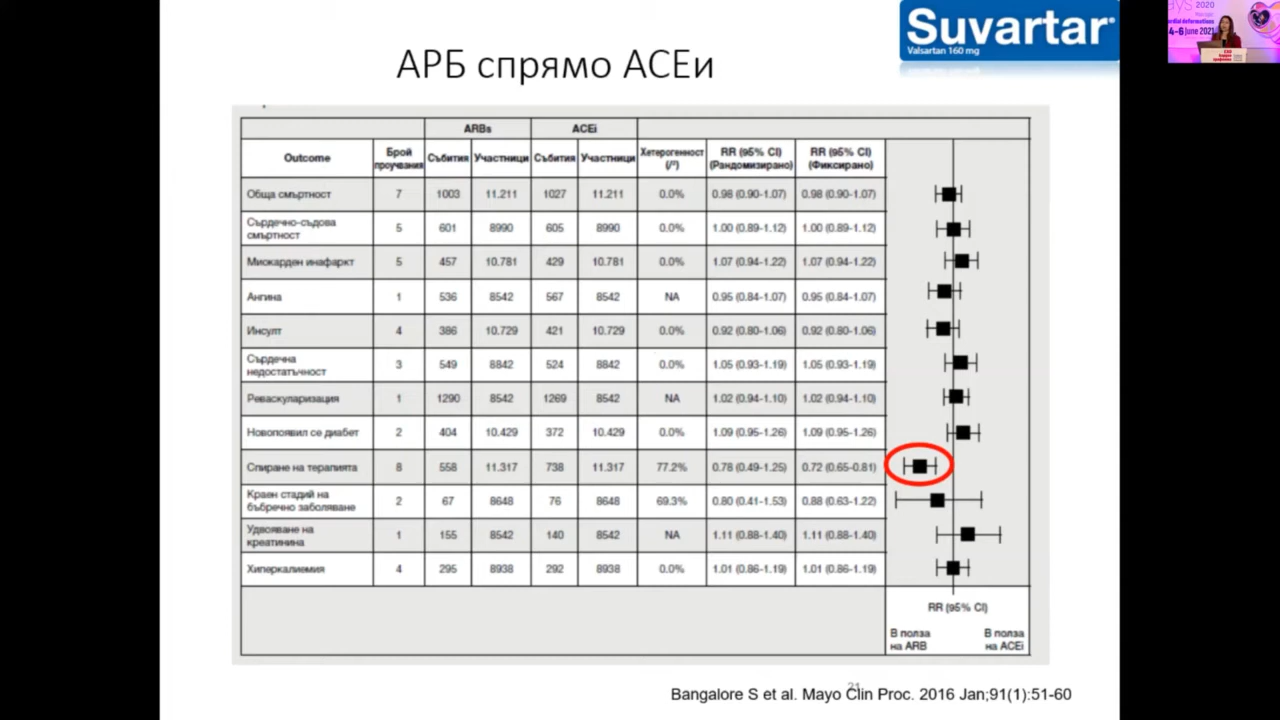 АРБ спрямо АСЕи
Suvartar®
Valsartan 160 mg
ays 2020
rdial deformations
4-6 June 2021
ARBs ACEi
Outcome Брой проучвания Събития Участници Събития Участници Хетерогенност (I²) RR (95% CI) (Рандомизирано) RR (95% CI) (Фиксирано)
Обща смъртност 7 1003 11.211 1027 11.211 0.0% 0.98 (0.90-1.07) 0.98 (0.90-1.07)
Сърдечно-съдова смъртност 5 601 8990 605 8990 0.0% 1.00 (0.89-1.12) 1.00 (0.89-1.12)
Миокарден инафаркт 5 457 10.781 429 10.781 0.0% 1.07 (0.94-1.22) 1.07 (0.94-1.22)
Ангина 1 536 8542 567 8542 NA 0.95 (0.84-1.07) 0.95 (0.84-1.07)
Инсулт 4 386 10.729 421 10.729 0.0% 0.92 (0.80-1.06) 0.92 (0.80-1.06)
Сърдечна недостатъчност 3 549 8842 524 8842 0.0% 1.05 (0.93-1.19) 1.05 (0.93-1.19)
Реваскуларизация 1 1290 8542 1269 8542 NA 1.02 (0.94-1.10) 1.02 (0.94-1.10)
Новопоявил се диабет 2 404 10.429 372 10.429 0.0% 1.09 (0.95-1.26) 1.09 (0.95-1.26)
Спиране на терапията 8 558 11.317 738 11.317 77.2% 0.78 (0.49-1.25) 0.72 (0.65-0.81)
Краен стадий на бъбречно заболяване 2 67 8648 76 8648 69.3% 0.80 (0.41-1.53) 0.88 (0.63-1.22)
Удвояване на креатинина 1 155 8542 140 8542 NA 1.11 (0.88-1.40) 1.11 (0.88-1.40)
Хиперкалиемия 4 295 8938 292 8938 0.0% 1.01 (0.86-1.19) 1.01 (0.86-1.19)
RR (95% CI)
В полза на ARB В полза на ACEi
21
Bangalore S et al. Mayo Clin Proc. 2016 Jan;91(1):51-60